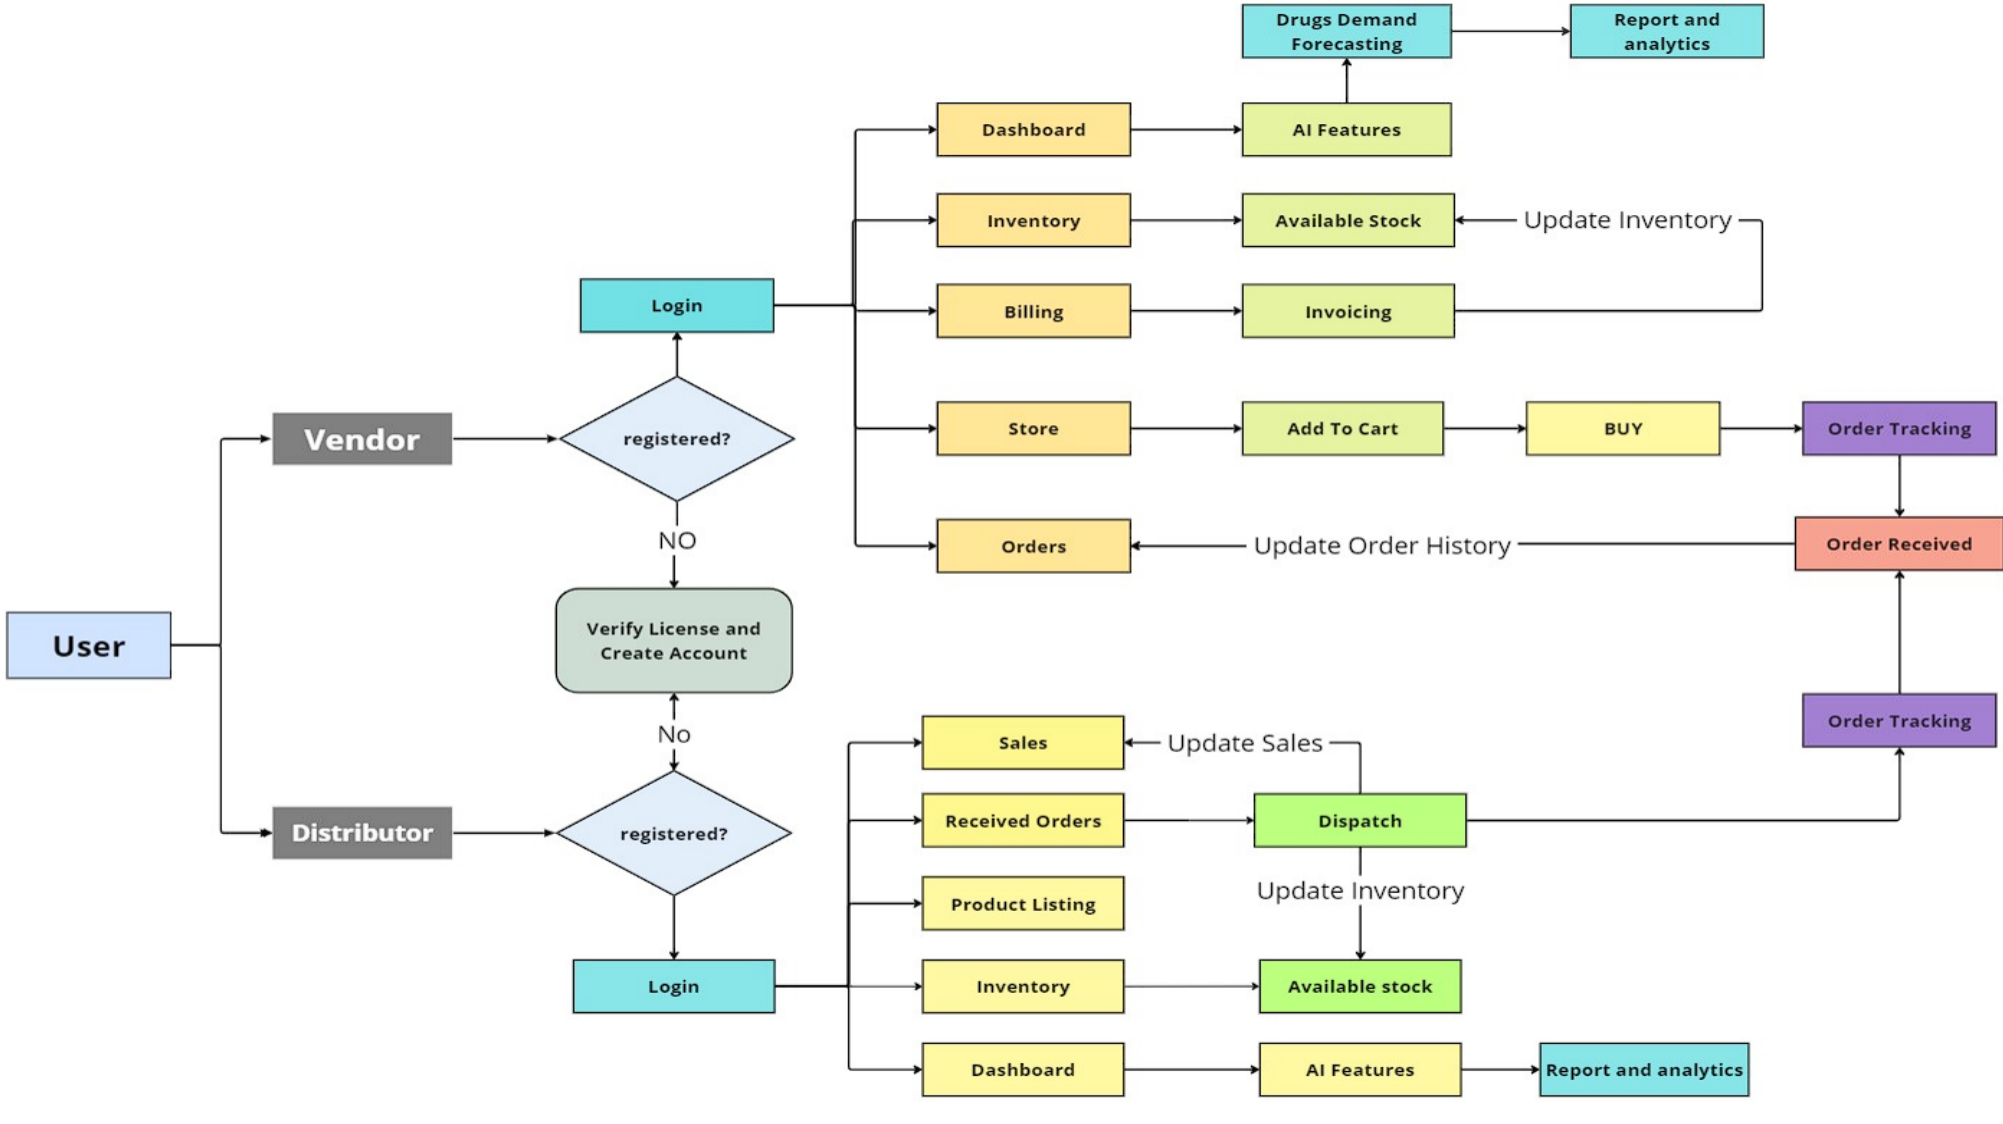 Drugs Demand
Forecasting
Report and
analytics
Dashboard
AI Features
Inventory
Available Stock
Update Inventory
Login
Billing
Invoicing
Vendor
registered?
Store
Add To Cart
BUY
Order Tracking
NO
Orders
Update Order History
Order Received
User
Verify License and
Create Account
No
Sales
Update Sales
Order Tracking
Distributor
registered?
Received Orders
Dispatch
Update Inventory
Product Listing
Login
Inventory
Available stock
Dashboard
AI Features
Report and analytics